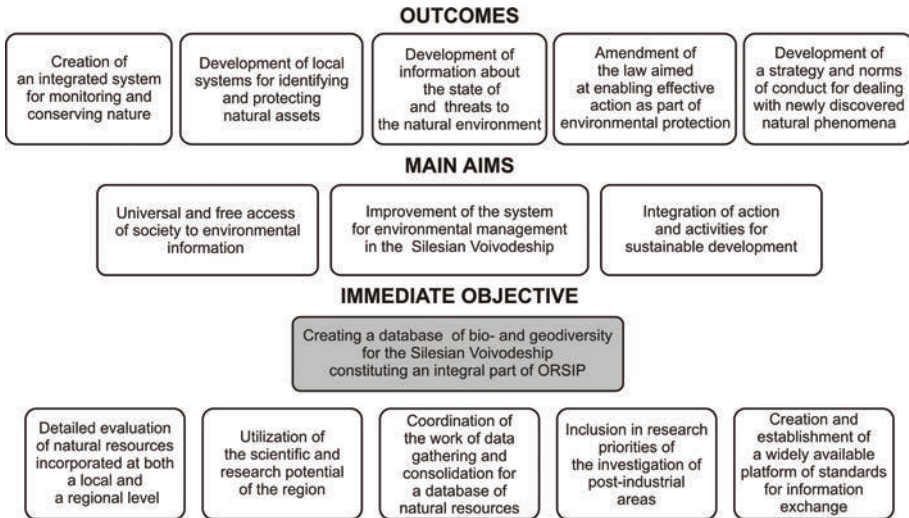 OUTCOMES
Creation of
an integrated system
for monitoring and
conserving nature
Development of local
systems for identifying
and protecting
natural assets
Development of
information about
the state of
and threats to
the natural environment
Amendment of
the law aimed
at enabling effective
action as part of
environmental protection
Development of
a strategy and norms
of conduct for dealing
with newly discovered
natural phenomena
MAIN AIMS
Universal and free access
of society to environmental
information
Improvement of the system
for environmental management
in the Silesian Voivodeship
Integration of action
and activities for
sustainable development
IMMEDIATE OBJECTIVE
Creating a database of bio- and geodiversity
for the Silesian Voivodeship
constituting an integral part of ORSIP
Detailed evaluation
of natural resources
incorporated at both
a local and
a regional level
Utilization of
the scientific and
research potential
of the region
Coordination of
the work of data
gathering and
consolidation for
a database of
natural resources
Inclusion in research
priorities of
the investigation of
post-industrial
areas
Creation and
establishment of
a widely available
platform of standards
for information
exchange